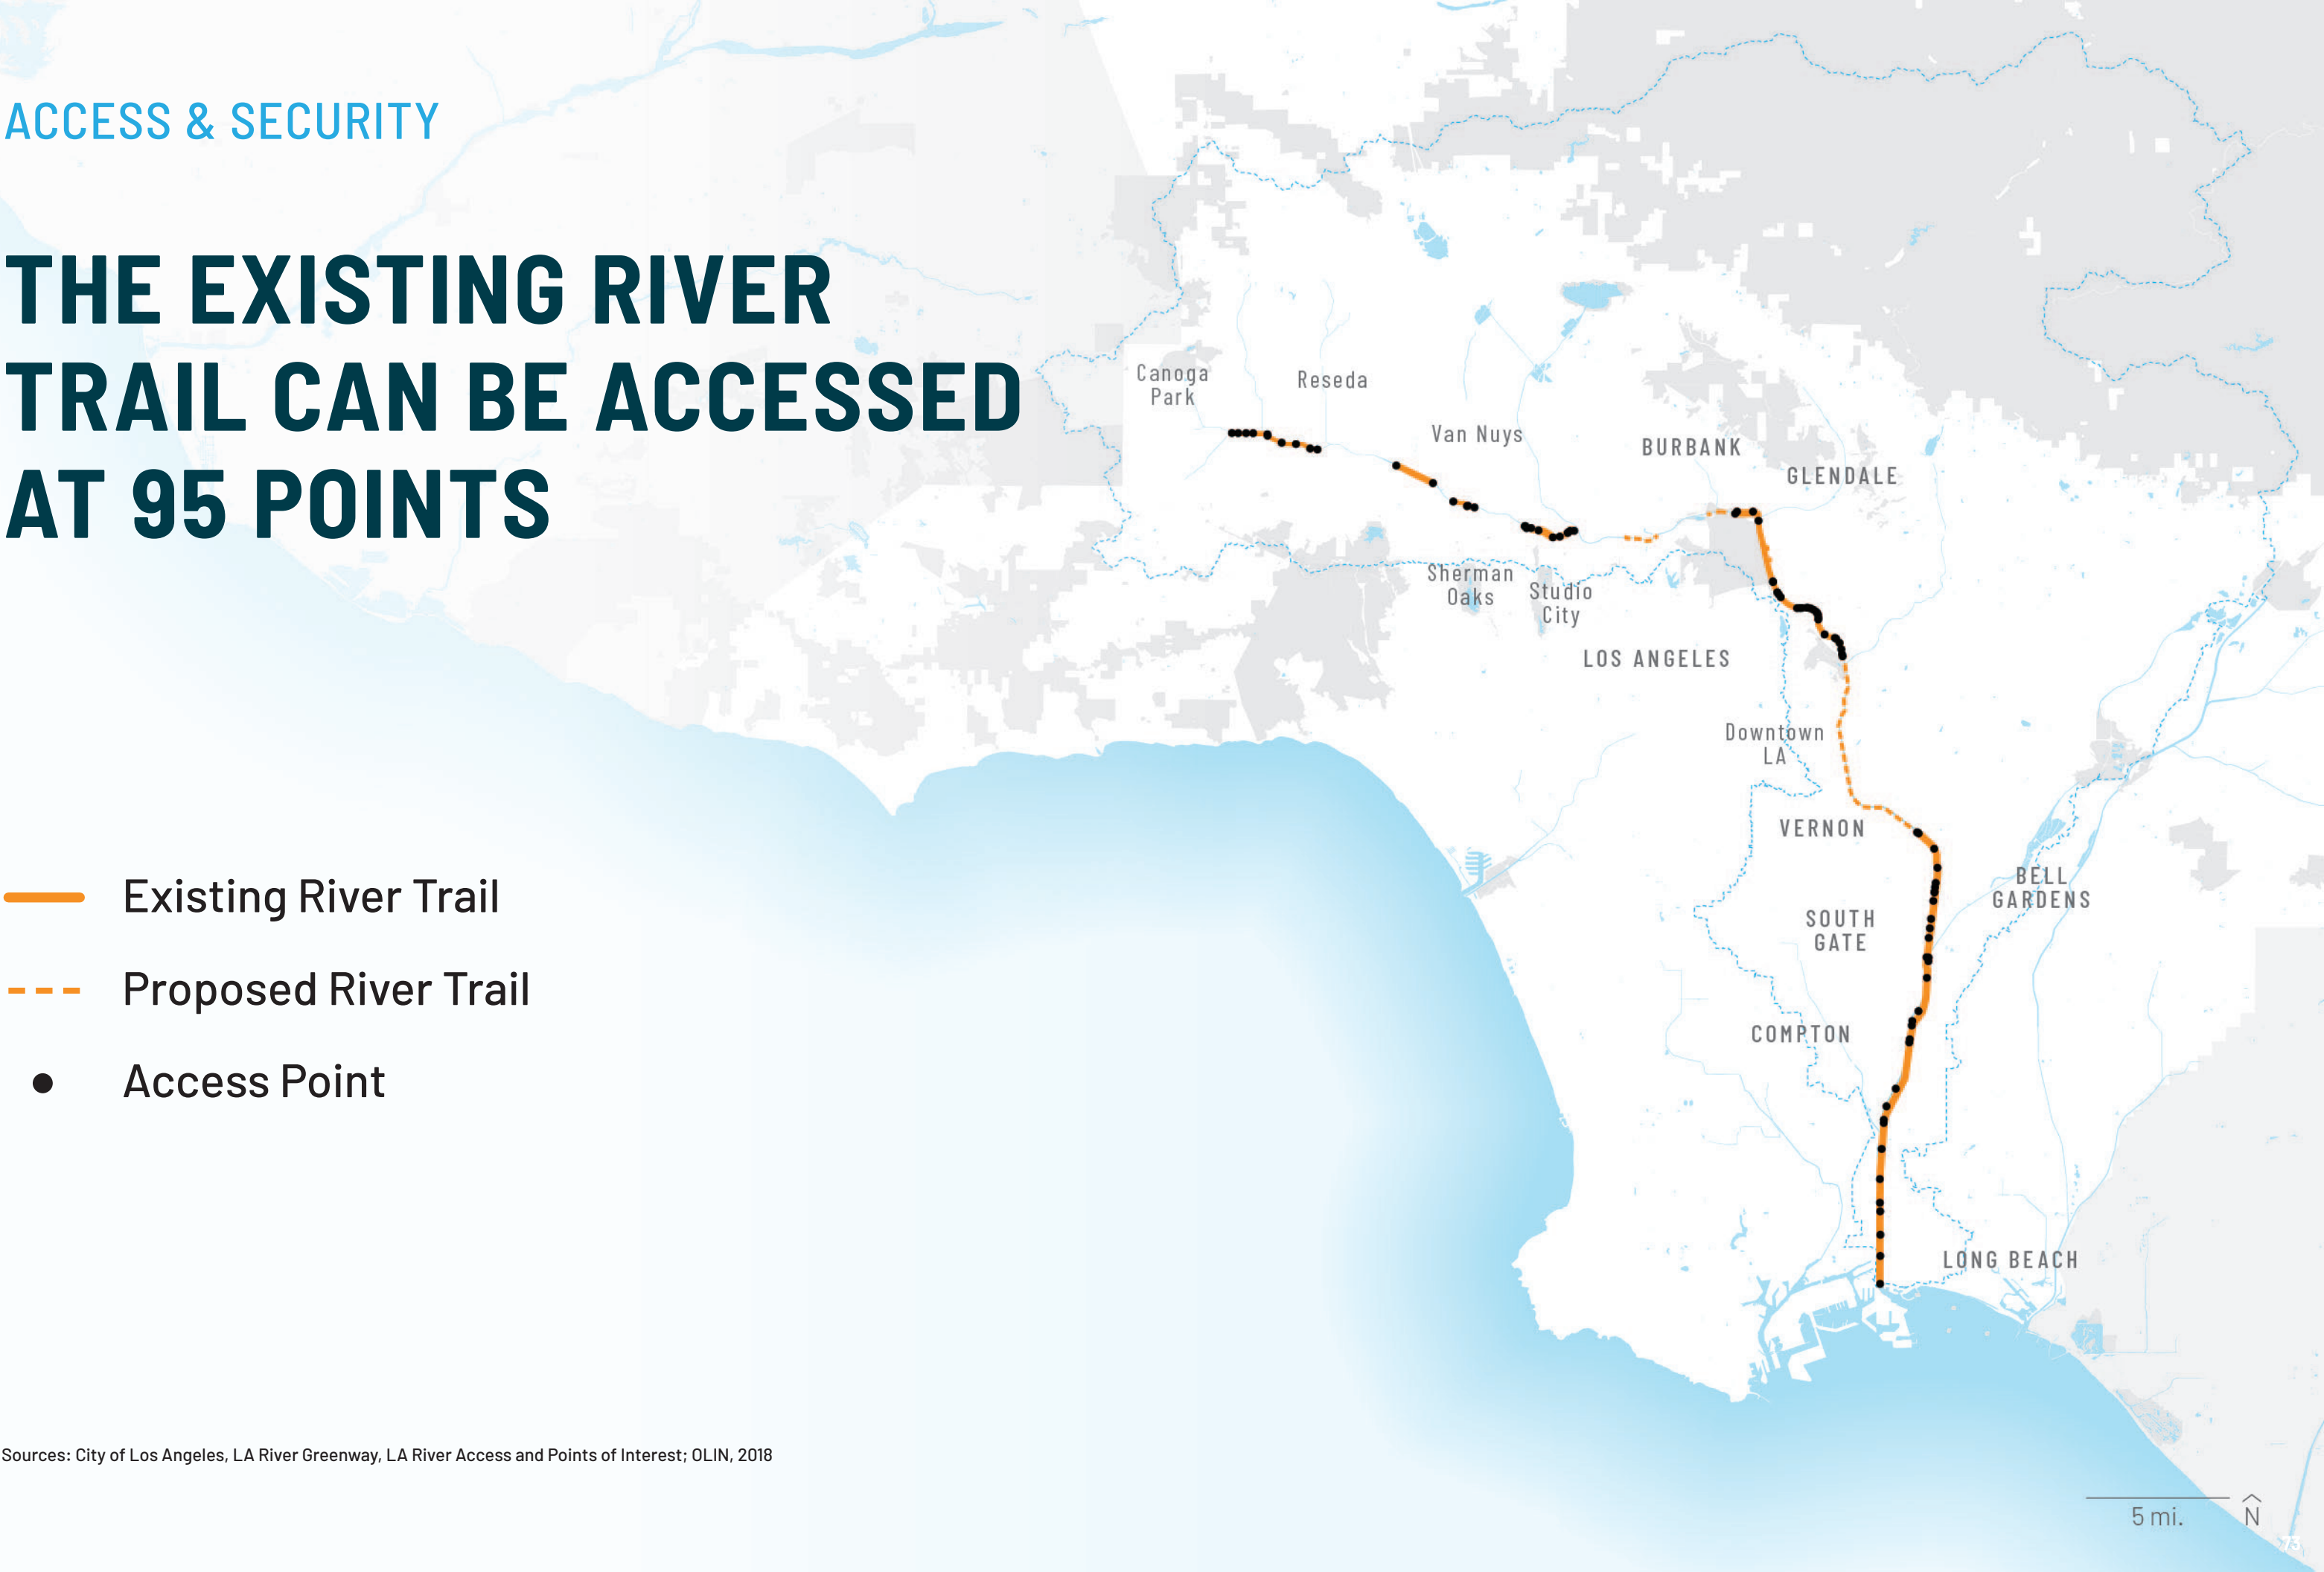 ACCESS & SECURITY
THE EXISTING RIVER
TRAIL CAN BE ACCESSED
AT 95 POINTS
Existing River Trail
Proposed River Trail
Access Point
Sources: City of Los Angeles, LA River Greenway, LA River Access and Points of Interest; OLIN, 2018
Canoga
Park
Reseda
Van Nuys
BURBANK
GLENDALE
Sherman
Oaks
Studio
City
LOS ANGELES
Downtown
LA
VERNON
BELL
GARDENS
SOUTH
GATE
COMPTON
LONG BEACH
5 mi.
N
73